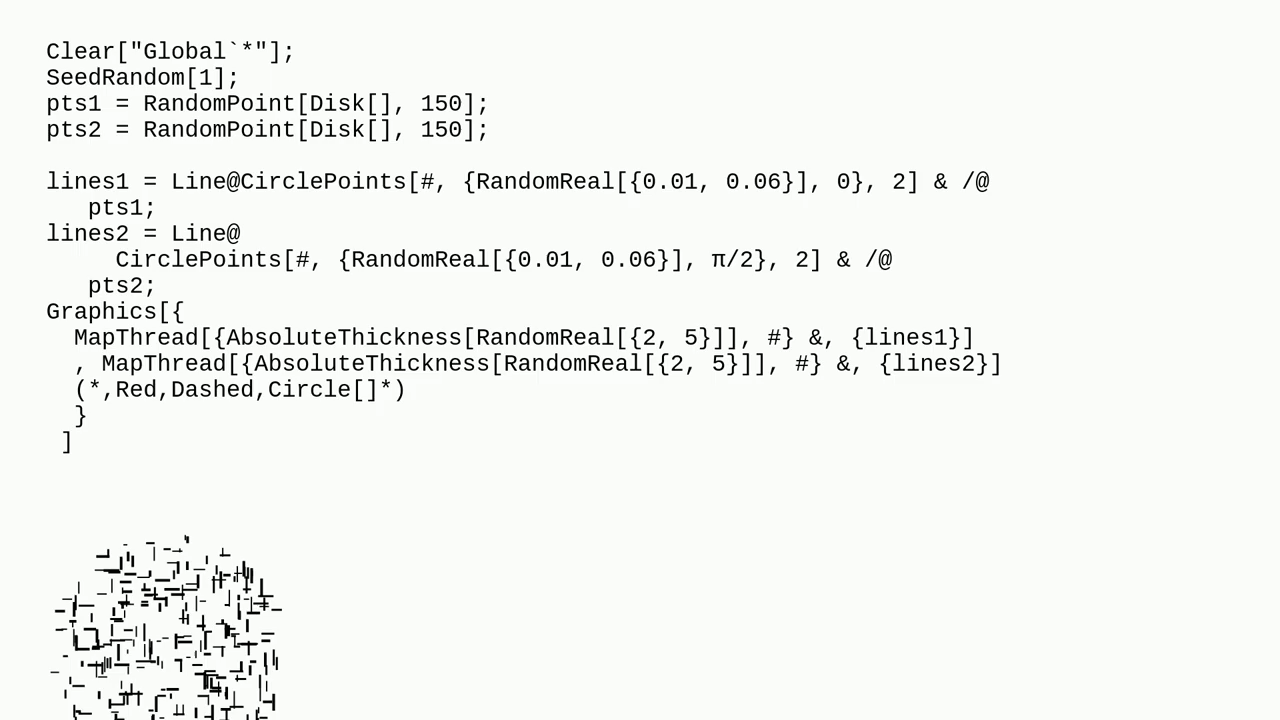 Clear["Global`*"];
SeedRandom[1];
pts1 = RandomPoint[Disk[], 150];
pts2 = RandomPoint[Disk[], 150];
lines1 = Line@CirclePoints[#, {RandomReal[{0.01, 0.06}], 0}, 2] & /@
pts1;
lines2 = Line@
CirclePoints[#, {RandomReal[{0.01, 0.06}], π/2}, 2] & /@
pts2;
Graphics[{
MapThread[{AbsoluteThickness[RandomReal[{2, 5}]], #} &, {lines1}]
, MapThread[{AbsoluteThickness[RandomReal[{2, 5}]], #} &, {lines2}]
(*,Red,Dashed,Circle[]*)
}
]